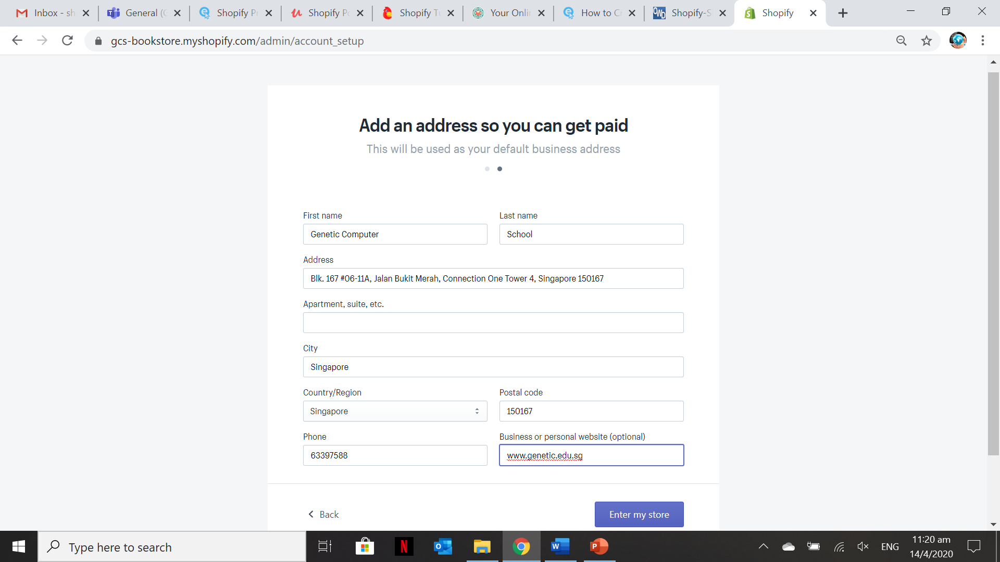 Inbox - sh
General (
Shopify P
Shopify Po
Shopify Tu
Your Onli
How to Cr
Shopify-S
Shopify
gcs-bookstore.myshopify.com/admin/account_setup
Add an address so you can get paid
This will be used as your default business address
First name
Last name
Genetic Computer
School
Address
Blk. 167 #06-11A, Jalan Bukit Merah, Connection One Tower 4, Singapore 150167
Apartment, suite, etc.
City
Singapore
Country/Region
Postal code
Singapore
150167
Phone
Business or personal website (optional)
63397588
www.genetic.edu.sg
Back
Enter my store
Type here to search
ENG
11:20 am
14/4/2020